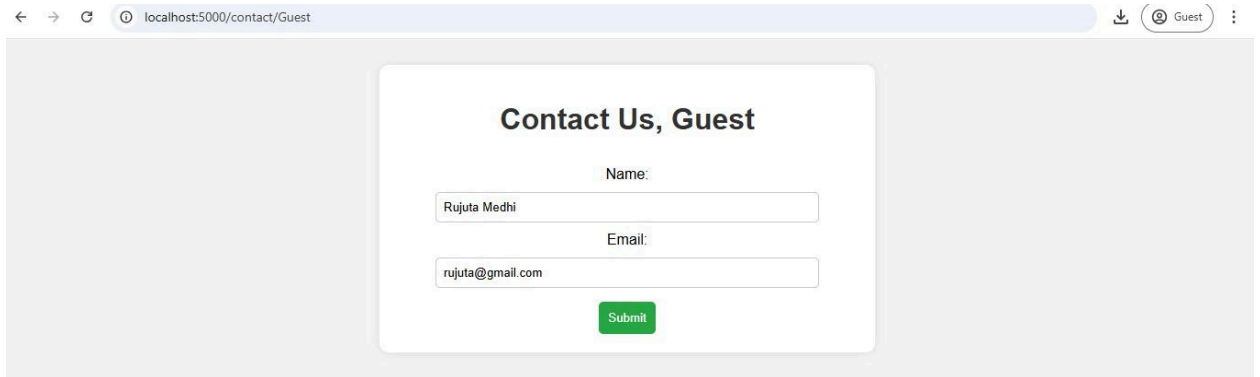 localhost:5000/contact/Guest
Guest
Contact Us, Guest
Name:
Rujuta Medhi
Email:
rujuta@gmail.com
Submit